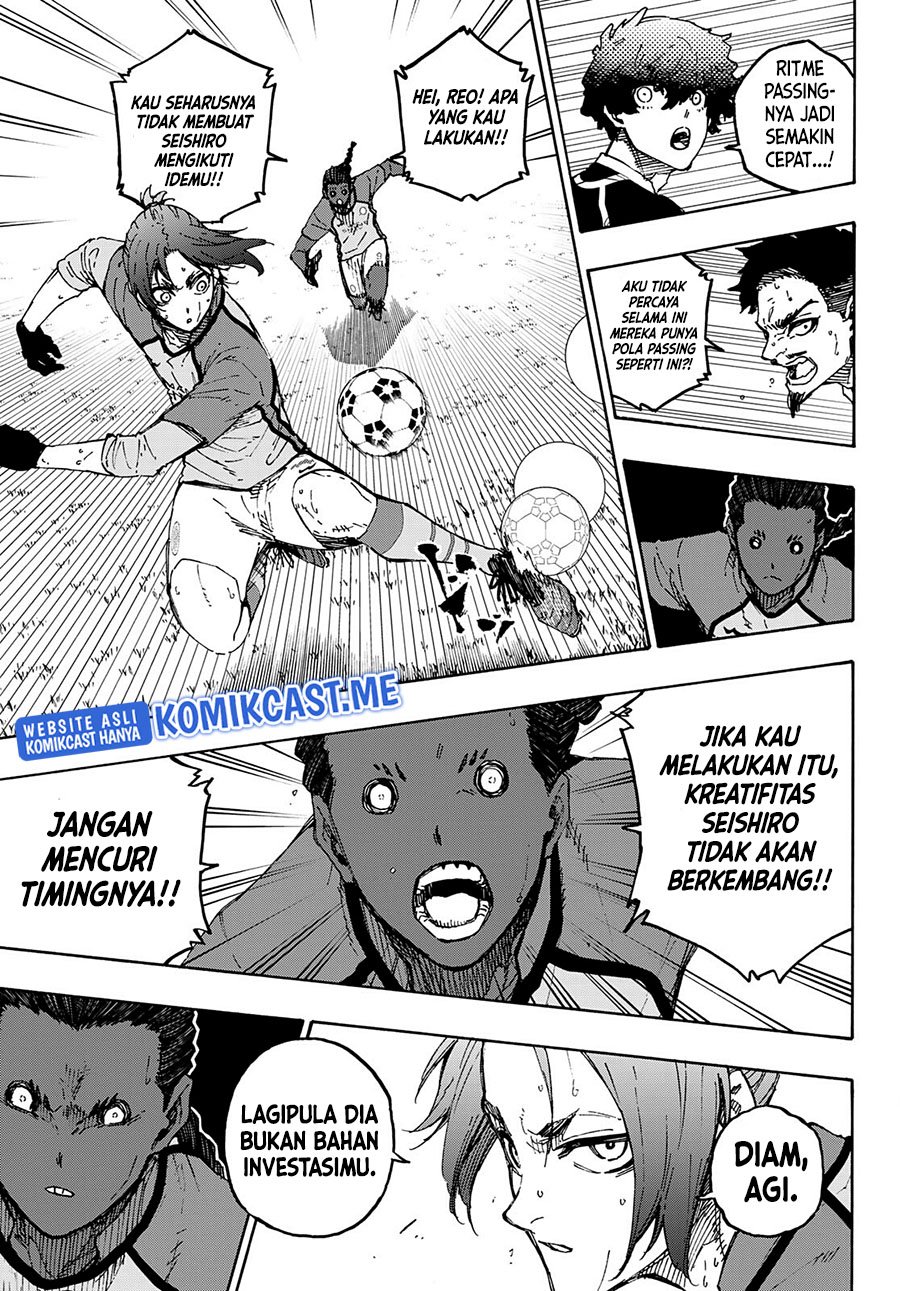 RITME
PASSING-
NYA JADI
SEMAKIN
CEPAT...!
HEI, REO! APA
YANG KAU
LAKUKAN!!
KAU SEHARUSNYA
TIDAK MEMBUAT
SEISHIRO
MENGIKUTI
IDEMU!!
AKU TIDAK
PERCAYA
SELAMA INI
MEREKA PUNYA
POLA PASSING
SEPERTI INI?!
WEBSITE ASLI
KOMIKCAST HANYA
KOMIKCAST.ME
JIKA KAU
MELAKUKAN ITU,
KREATIFITAS
SEISHIRO
TIDAK AKAN
BERKEMBANG!!
JANGAN
MENCURI
TIMINGNYA!!
DIAM,
AGI.
LAGIPULA DIA
BUKAN BAHAN
INVESTASIMU.